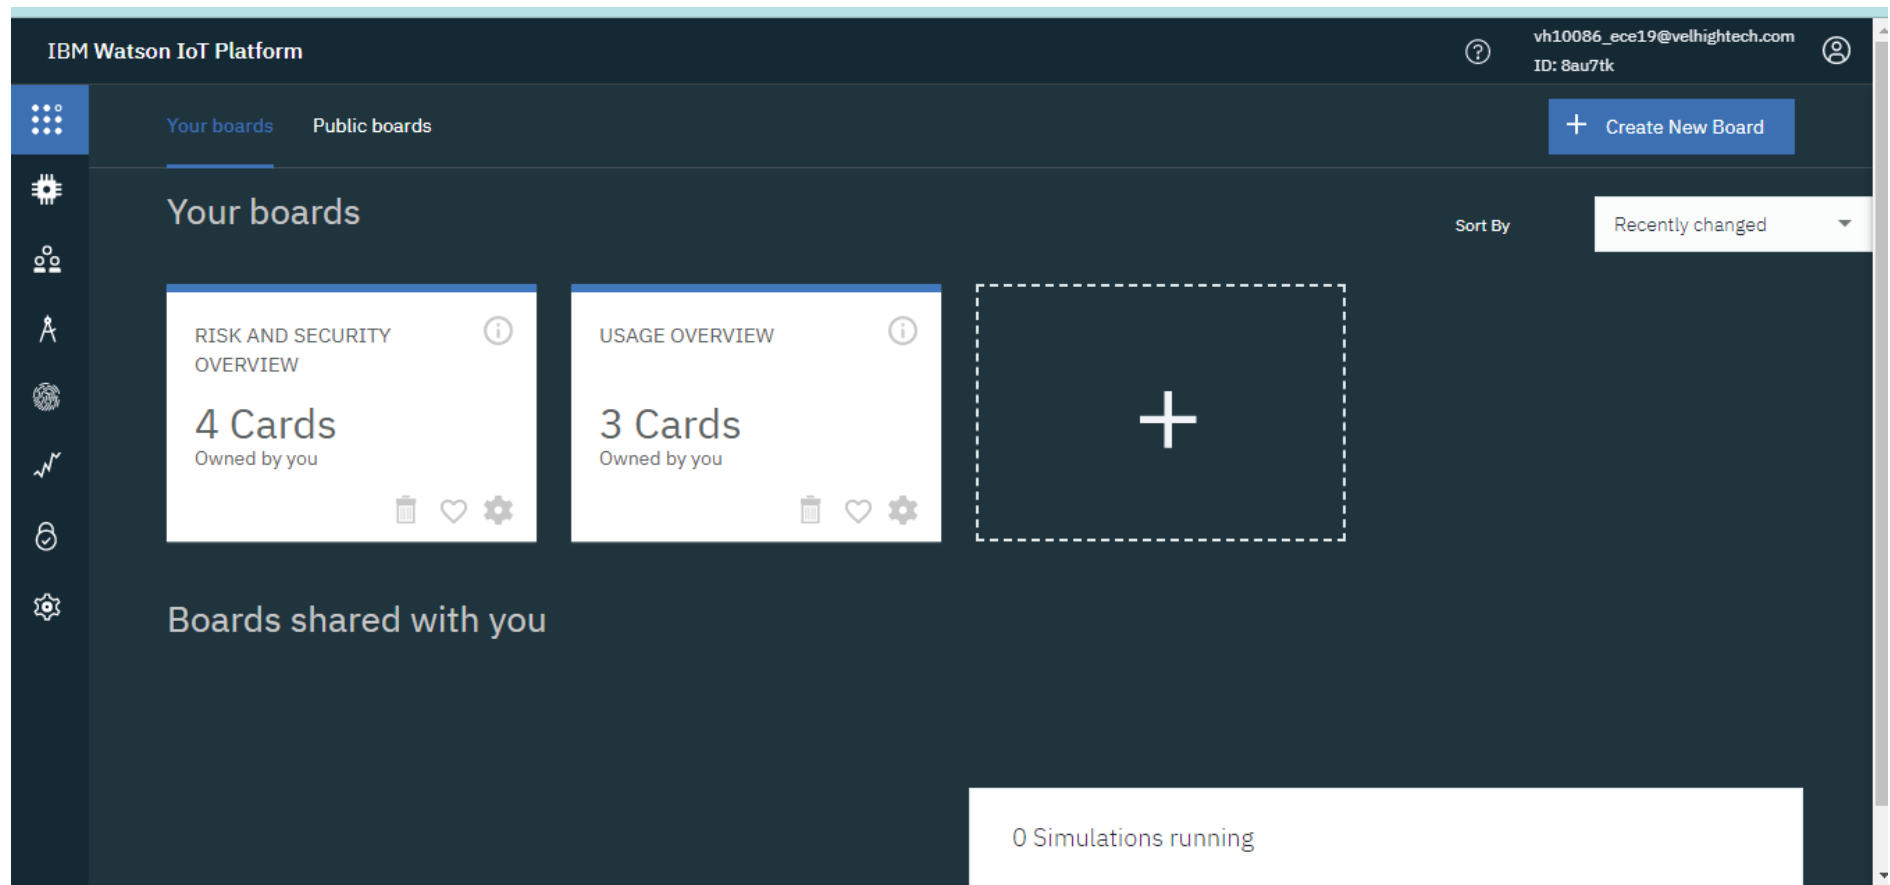 IBM Watson IoT Platform
vh10086_ece19@velhightech.com
ID: 8au7tk
Your boards
Public boards
Create New Board
Your boards
Sort By
Recently changed
RISK AND SECURITY
OVERVIEW
4 Cards
Owned by you
USAGE OVERVIEW
3 Cards
Owned by you
Boards shared with you
0 Simulations running